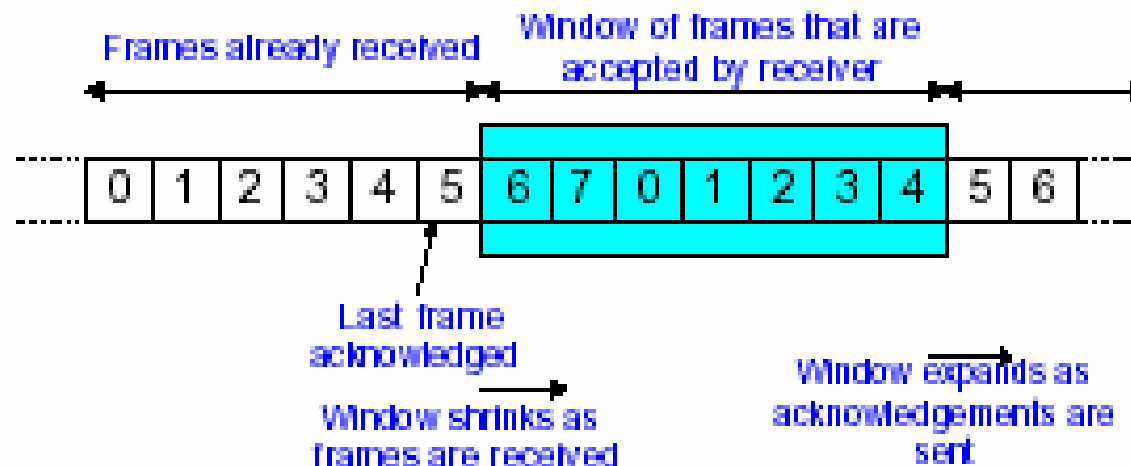 Frames already received
Window of frames that are
accepted by receiver
0 1 2 3 4 5 6 7 0 1 2 3 4 5 6
Last frame
acknowledged
Window shrinks as
frames are received
Window expands as
acknowledgements are
sent